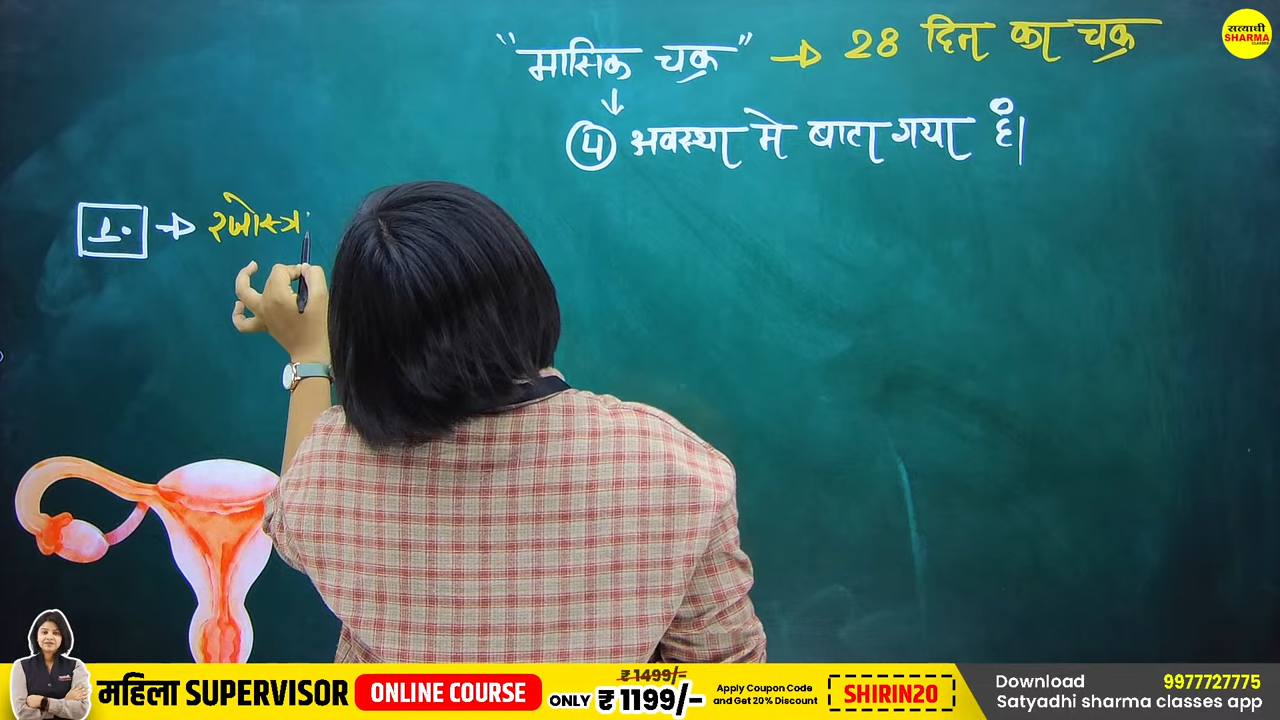 "मासिक चक्र" → 28 दिन का चक्र
↓
④ अवस्था मे बाटा गया हैं।
1. → रजोस्त्र
सत्याधी
SHARMA
CLASSES
महिला SUPERVISOR
ONLINE COURSE
₹ 1499/-
ONLY ₹ 1199/-
Apply Coupon Code
and Get 20% Discount
SHIRIN20
Download 9977727775
Satyadhi sharma classes app